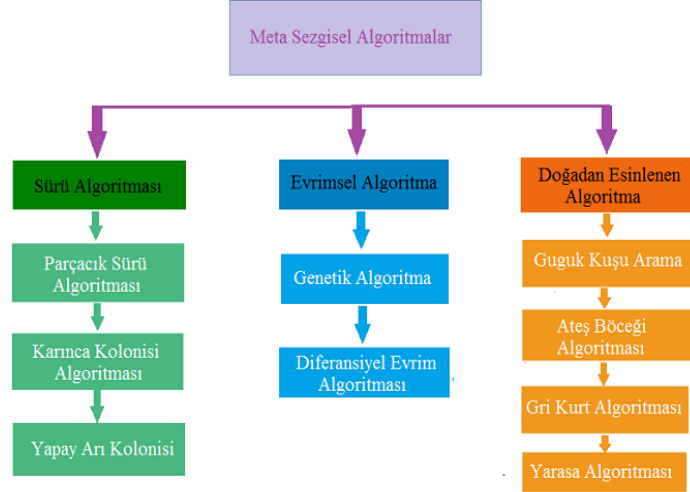 Meta Sezgisel Algoritmalar
Sürü Algoritması
Parçacık Sürü
Algoritması
Karınca Kolonisi
Algoritması
Yapay Arı Kolonisi
Evrimsel Algoritma
Genetik Algoritma
Diferansiyel Evrim
Algoritması
Doğadan Esinlenen
Algoritma
Guguk Kuşu Arama
Ateş Böceği
Algoritması
Gri Kurt Algoritması
Yarasa Algoritması